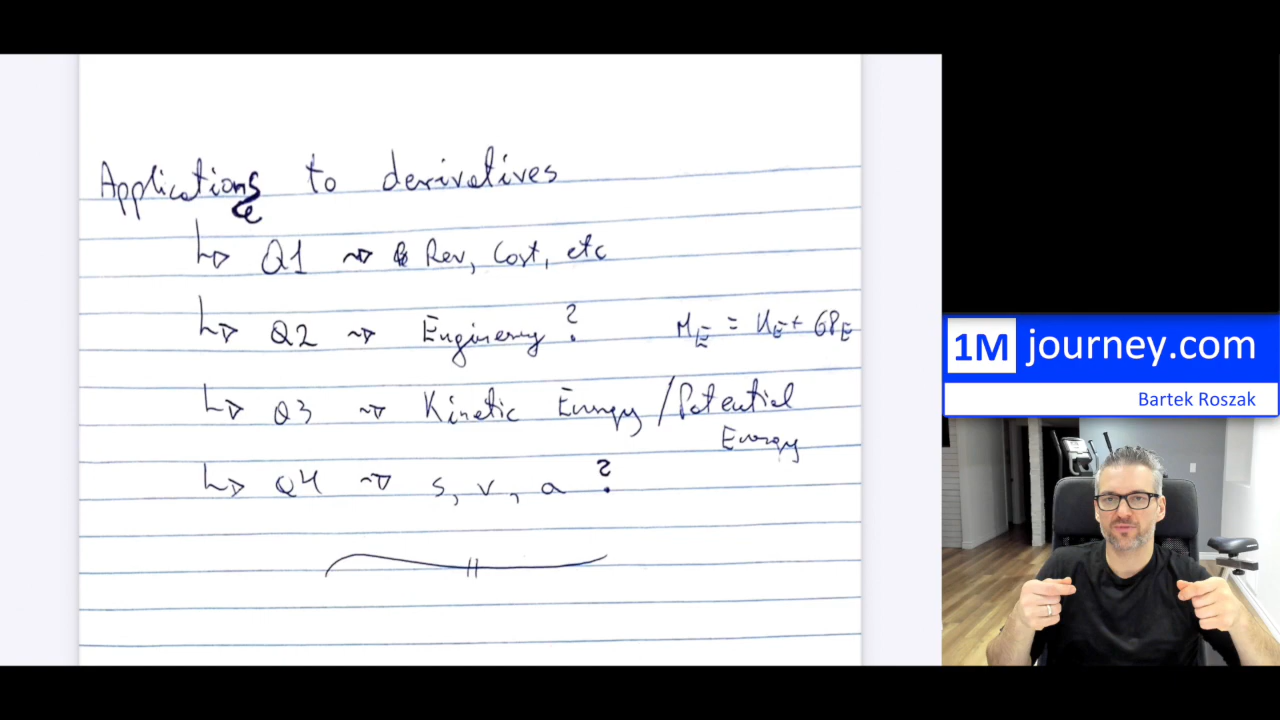 Applications to derivatives
Q1 Rev, Cost, etc
Q2 Enginerny ? ME = KE + GPE
Q3 Kinetic Energy / Potential
Energy
Q4 s, v, a ?
1M journey.com
Bartek Roszak